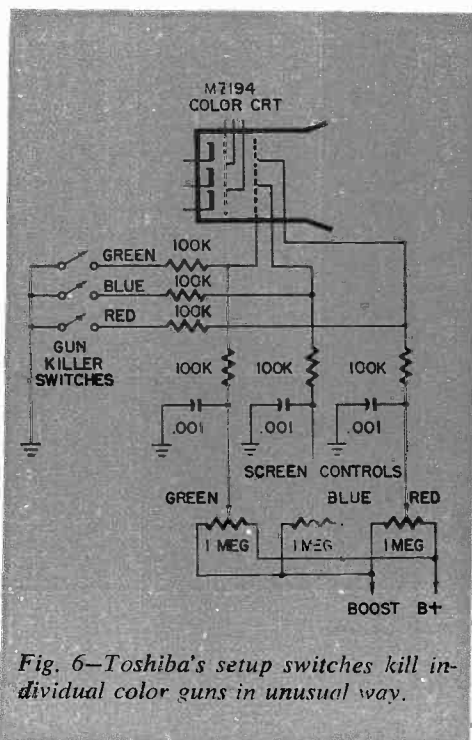 M7194
COLOR CRT
GREEN
100K
BLUE
100K
RED
100K
GUN
KILLER
SWITCHES
100K
100K
100K
.001
.001
.001
SCREEN CONTROLS
GREEN
BLUE
RED
1 MEG
1 MEG
1 MEG
BOOST
B+
Fig. 6—Toshiba's setup switches kill in-
dividual color guns in unusual way.